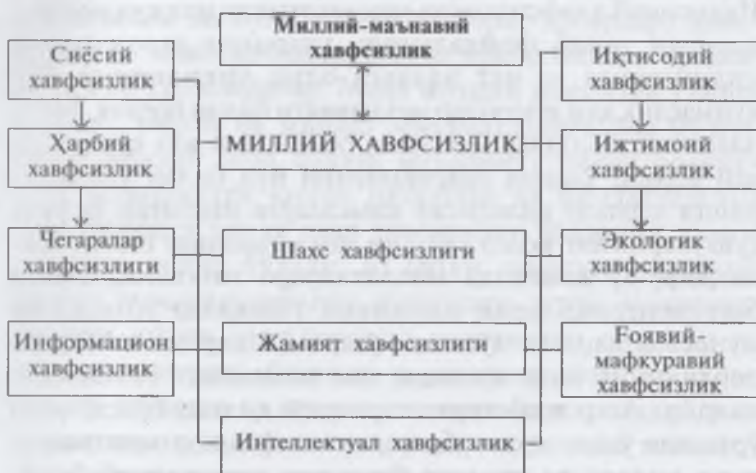 Миллий-маънавий
хавфсизлик
Сиёсий
хавфсизлик
Иқтисодий
хавфсизлик
Ҳарбий
хавфсизлик
МИЛЛИЙ ХАВФСИЗЛИК
Ижтимоий
хавфсизлик
Чегаралар
хавфсизлиги
Шахс хавфсизлиги
Экологик
хавфсизлик
Информацион
хавфсизлик
Жамият хавфсизлиги
Ғоявий-
мафкуравий
хавфсизлик
Интеллектуал хавфсизлик